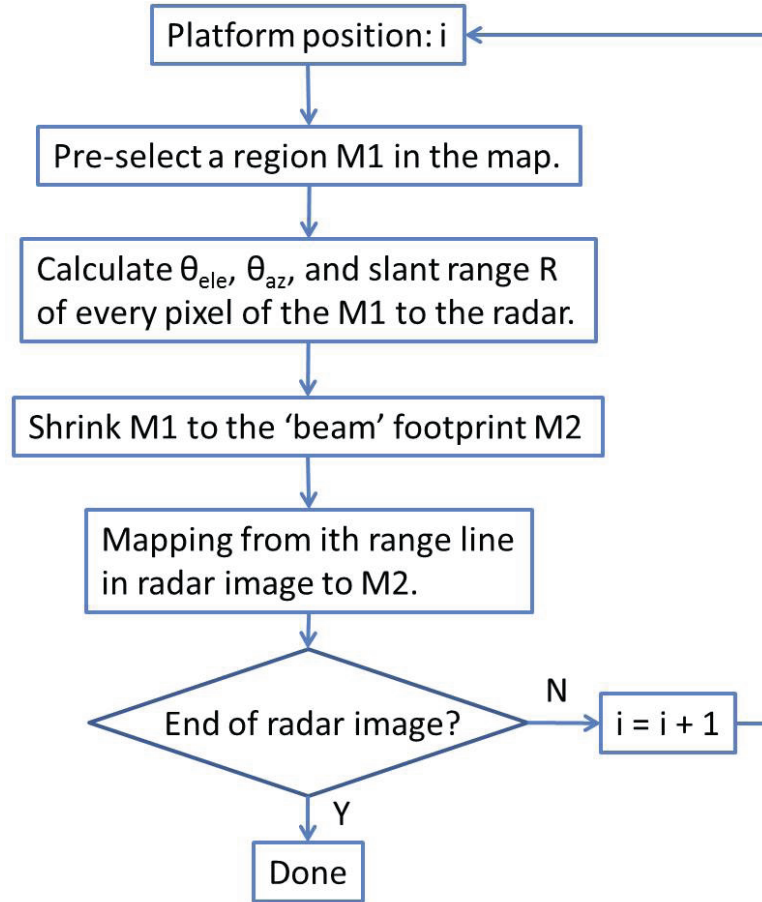 Platform position: i
Pre-select a region M1 in the map.
Calculate θele, θaz, and slant range R
of every pixel of the M1 to the radar.
Shrink M1 to the ‘beam’ footprint M2
Mapping from ith range line
in radar image to M2.
End of radar image?
N
i = i + 1
Y
Done